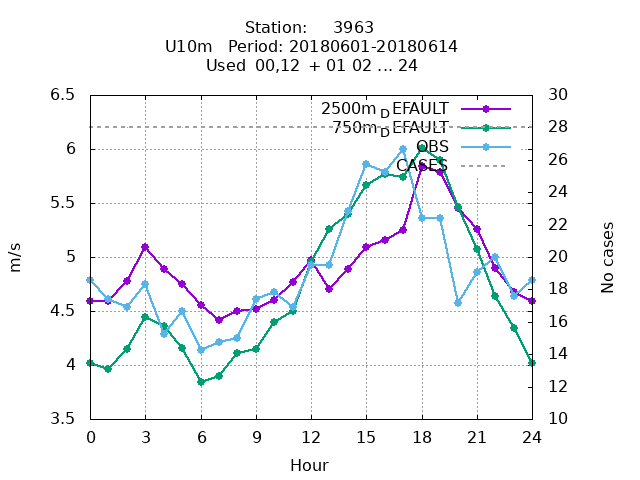 Station: 3963
U10m Period: 20180601-20180614
Used 00,12 + 01 02 ... 24
6.5
6
5.5
5
4.5
4
3.5
30
28
26
24
22
20
18
16
14
12
10
2500m_DEFAULT
750m_DEFAULT
OBS
CASES
m/s
No cases
0 3 6 9 12 15 18 21 24
Hour